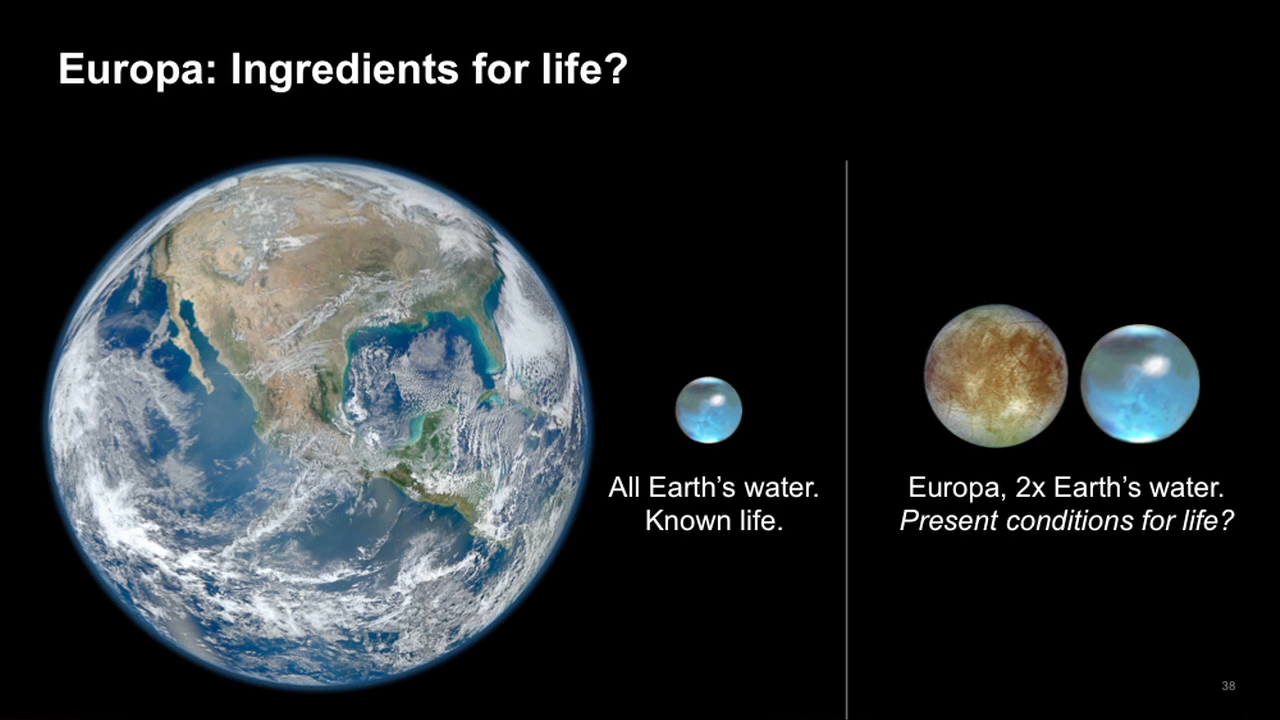 Europa: Ingredients for life?
All Earth’s water.
Known life.
Europa, 2x Earth’s water.
Present conditions for life?
38